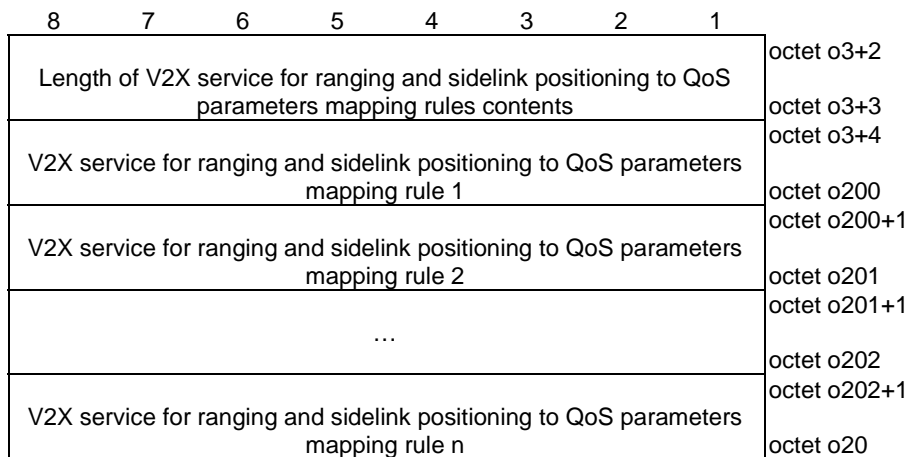 8 7 6 5 4 3 2 1
octet o3+2
Length of V2X service for ranging and sidelink positioning to QoS
parameters mapping rules contents
octet o3+3
octet o3+4
V2X service for ranging and sidelink positioning to QoS parameters
mapping rule 1
octet o200
octet o200+1
V2X service for ranging and sidelink positioning to QoS parameters
mapping rule 2
octet o201
octet o201+1
…
octet o202
octet o202+1
V2X service for ranging and sidelink positioning to QoS parameters
mapping rule n
octet o20